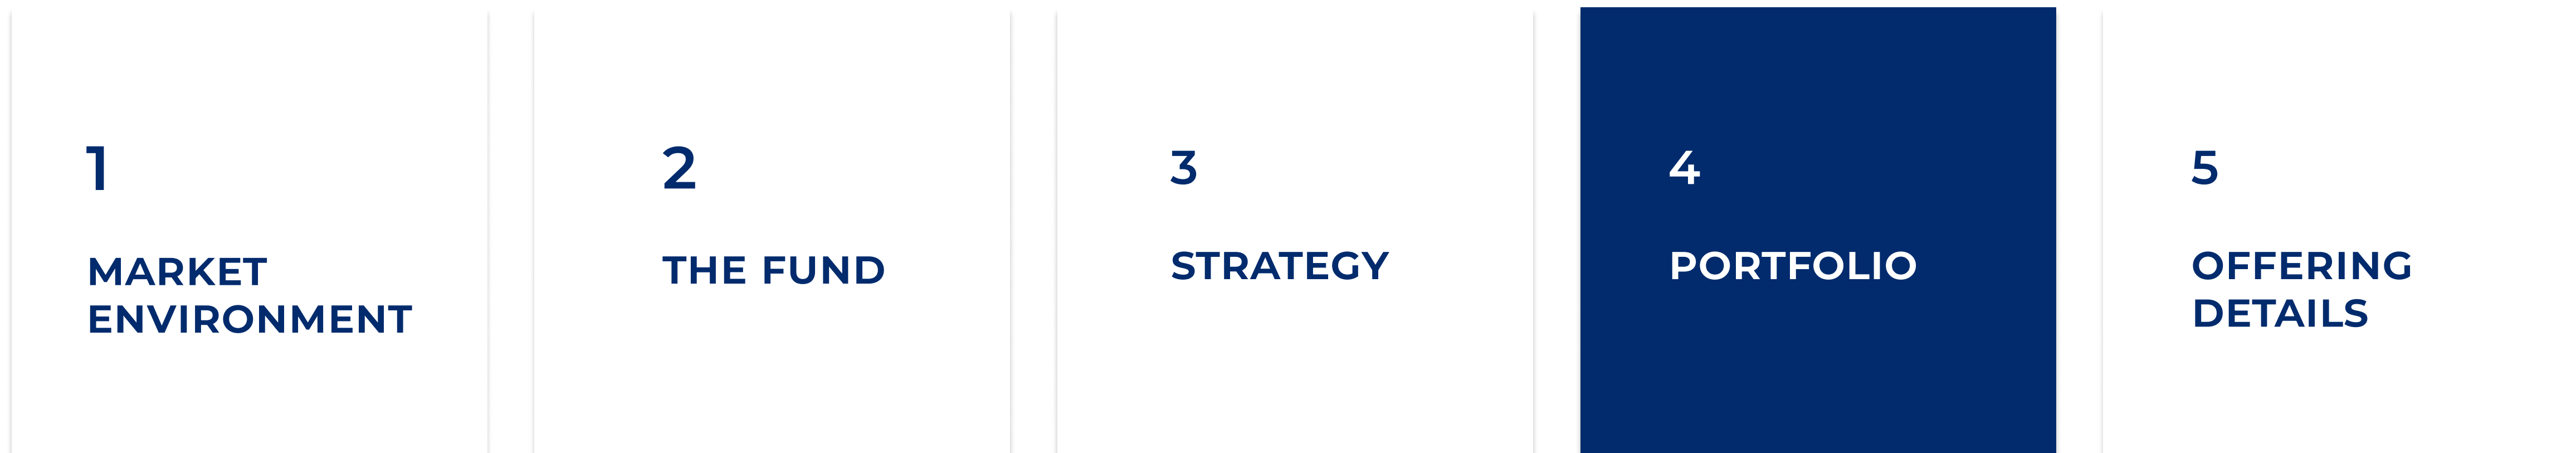 1
MARKET
ENVIRONMENT
2
THE FUND
3
STRATEGY
4
PORTFOLIO
5
OFFERING
DETAILS